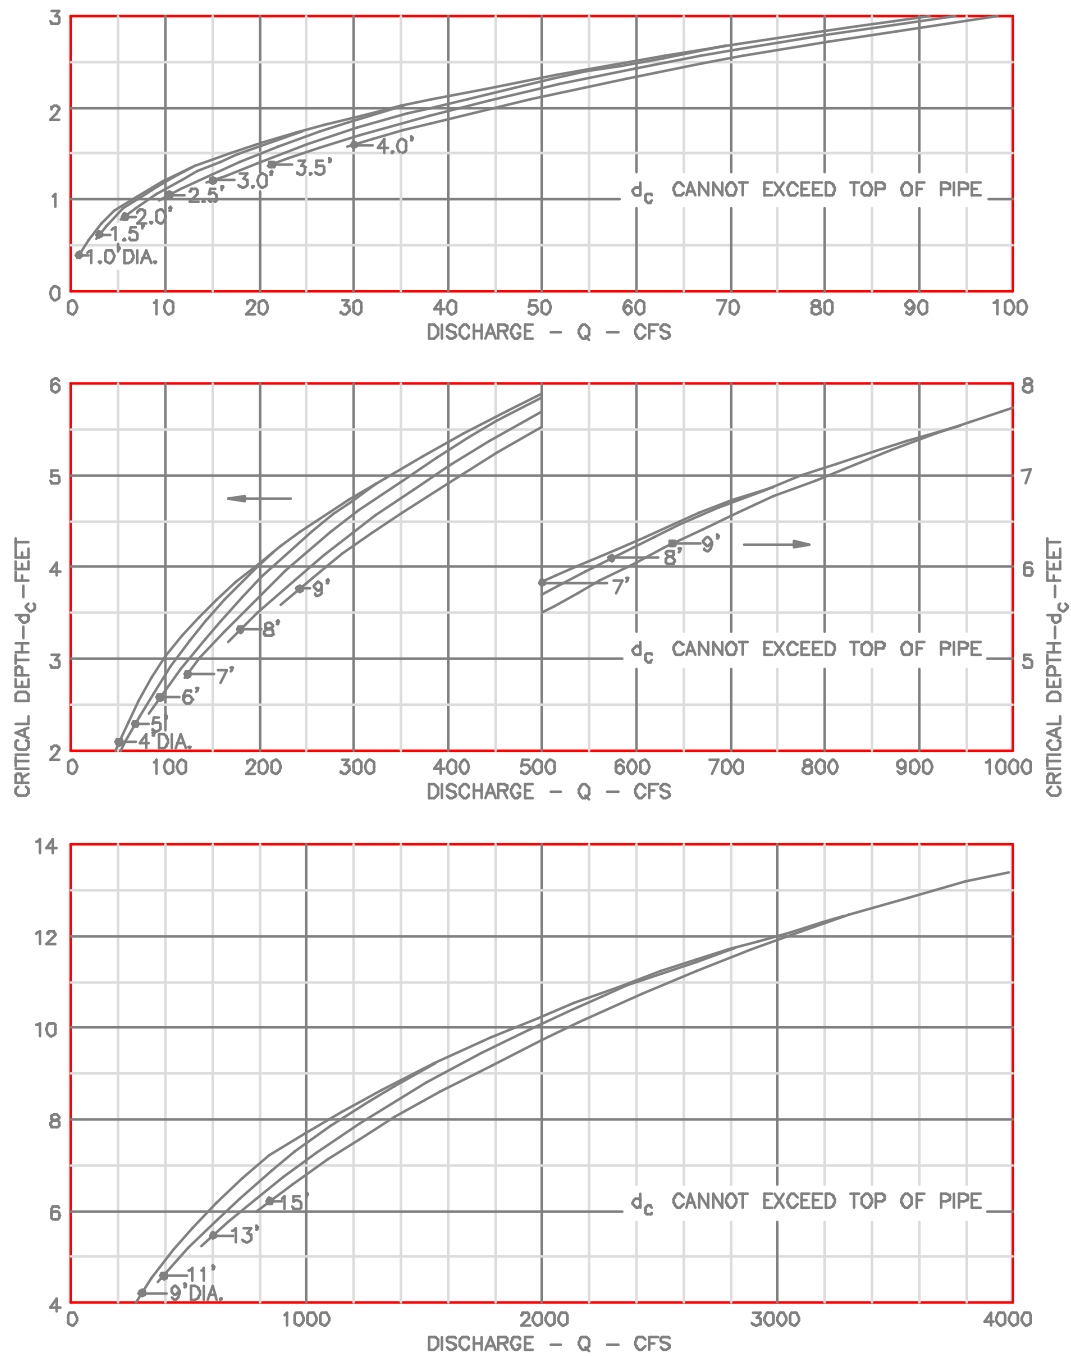 3
2
1
0
4.0'
3.5'
3.0'
2.5'
2.0'
1.5'
1.0'DIA.
dc CANNOT EXCEED TOP OF PIPE
0 10 20 30 40 50 60 70 80 90 100
DISCHARGE - Q - CFS
6
5
4
3
2
8
7
6
5
9'
8'
7'
9'
8'
7'
6'
5'
4'DIA.
dc CANNOT EXCEED TOP OF PIPE
0 100 200 300 400 500 600 700 800 900 1000
DISCHARGE - Q - CFS
CRITICAL DEPTH-dc-FEET
CRITICAL DEPTH-dc-FEET
14
12
10
8
6
4
15'
13'
11'
9'DIA.
dc CANNOT EXCEED TOP OF PIPE
0 1000 2000 3000 4000
DISCHARGE - Q - CFS